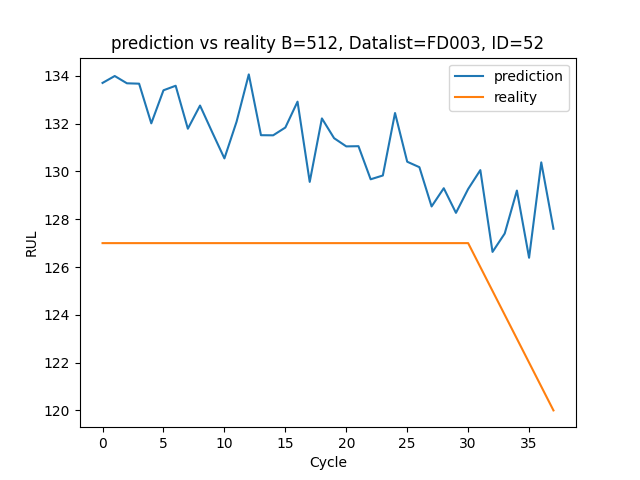 prediction vs reality B=512, Datalist=FD003, ID=52
prediction
reality
134
132
130
128
126
124
122
120
RUL
0 5 10 15 20 25 30 35
Cycle